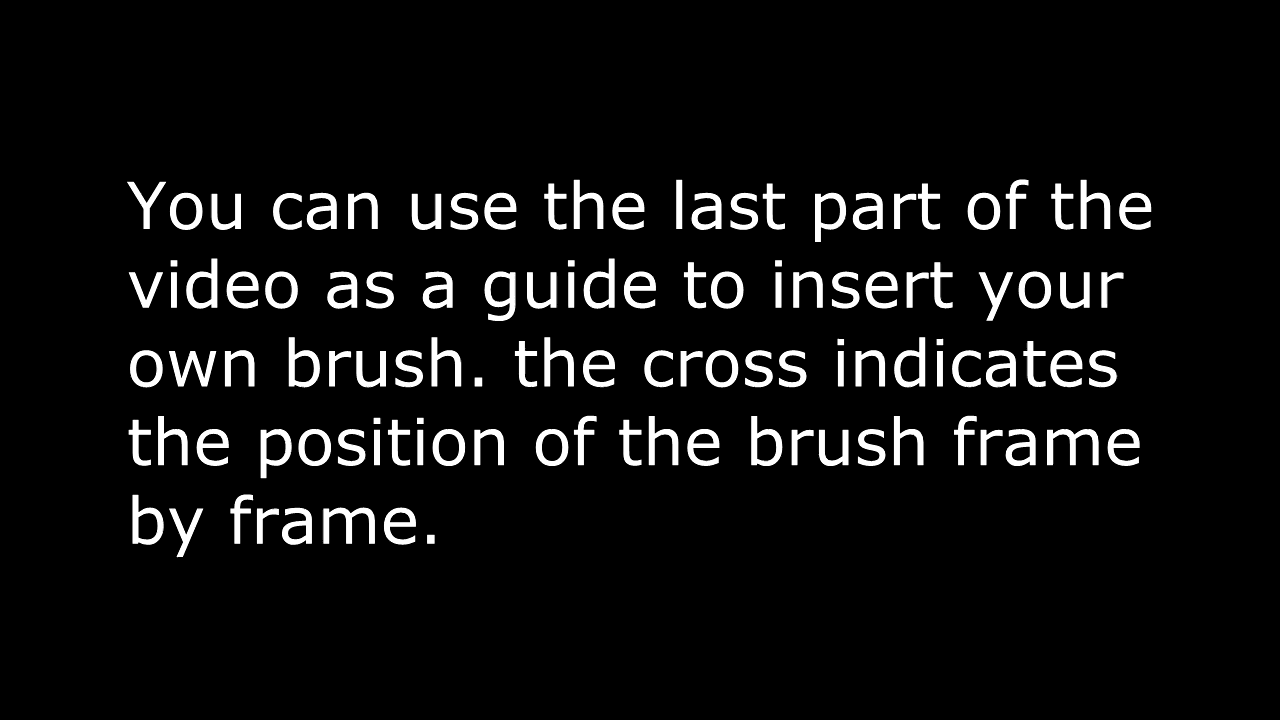 You can use the last part of the
video as a guide to insert your
own brush. the cross indicates
the position of the brush frame
by frame.